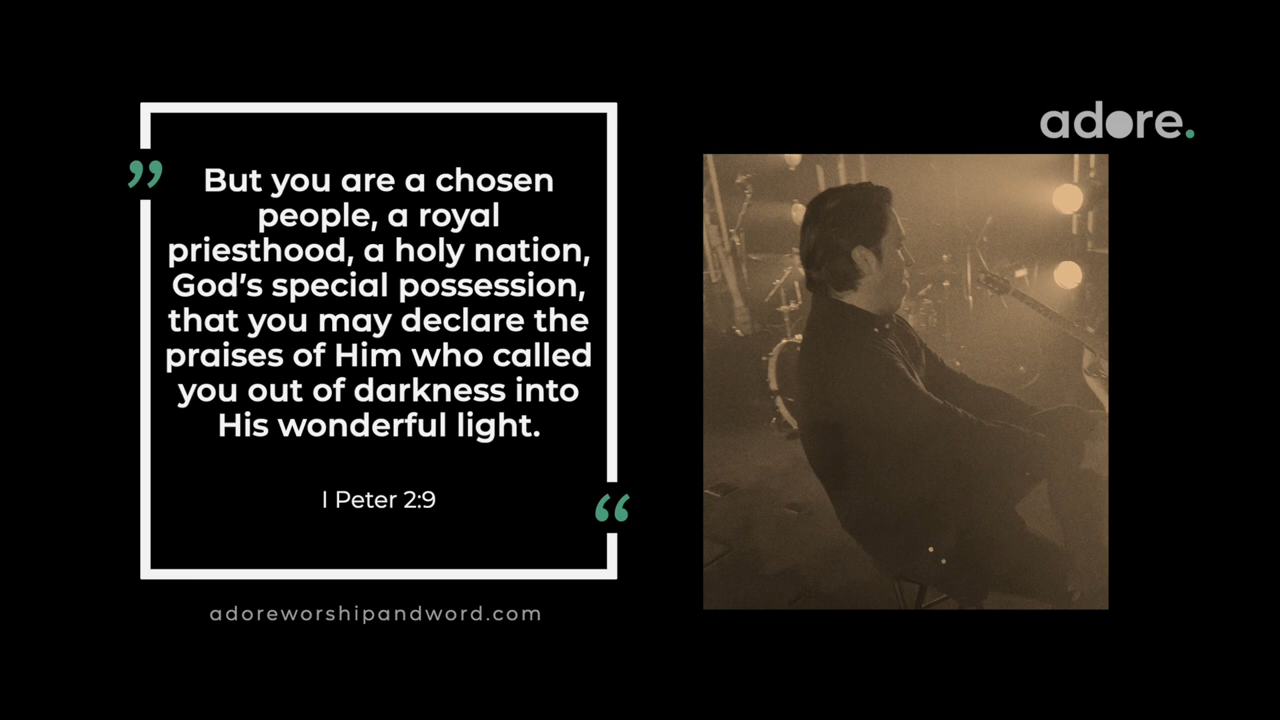 adore.
”
But you are a chosen
people, a royal
priesthood, a holy nation,
God’s special possession,
that you may declare the
praises of Him who called
you out of darkness into
His wonderful light.
I Peter 2:9
“
adoreworshipandword.com